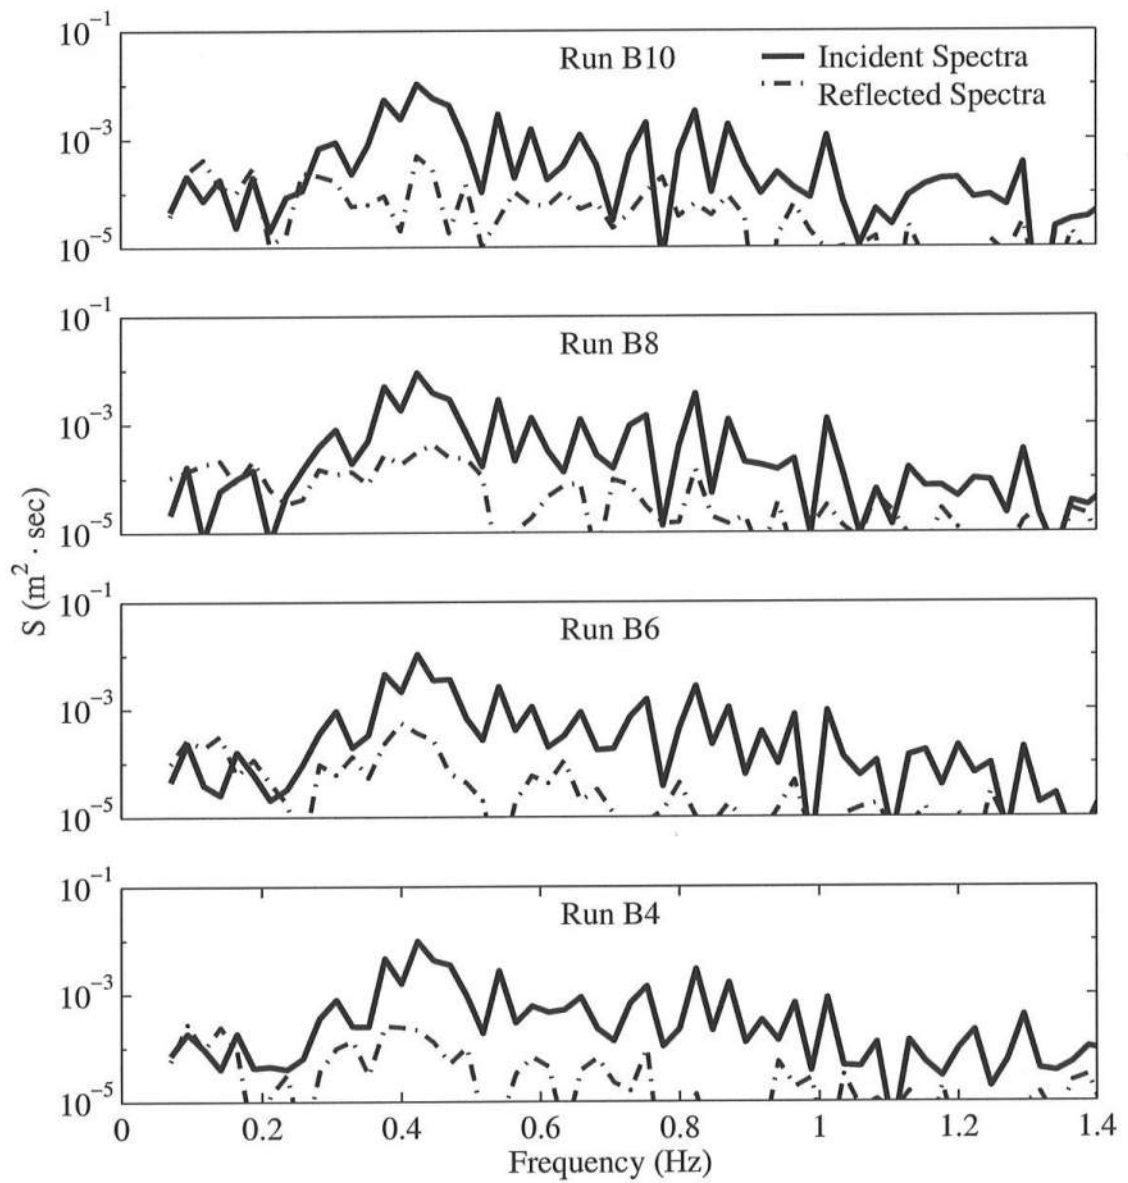 Run B10
Incident Spectra
Reflected Spectra
10⁻¹
10⁻³
10⁻⁵
Run B8
10⁻¹
10⁻³
10⁻⁵
S (m² · sec)
Run B6
10⁻¹
10⁻³
10⁻⁵
Run B4
10⁻¹
10⁻³
10⁻⁵
0 0.2 0.4 0.6 0.8 1 1.2 1.4
Frequency (Hz)